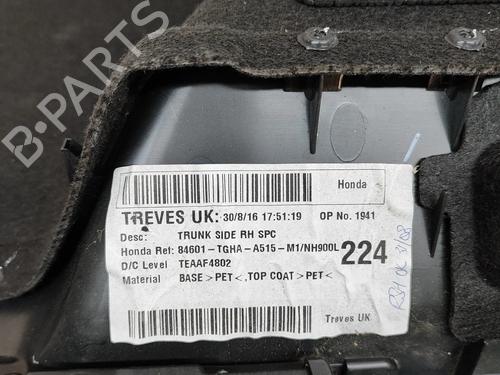 B-PARTS
Honda
TREVES UK: 30/8/16 17:51:19 OP No. 1941
Desc: TRUNK SIDE RH SPC
Honda Ref: 84601-TGHA-A515-M1/NH900L 224
D/C Level TEAAF4802
Material BASE >PET<,TOP COAT>PET<
Treves UK